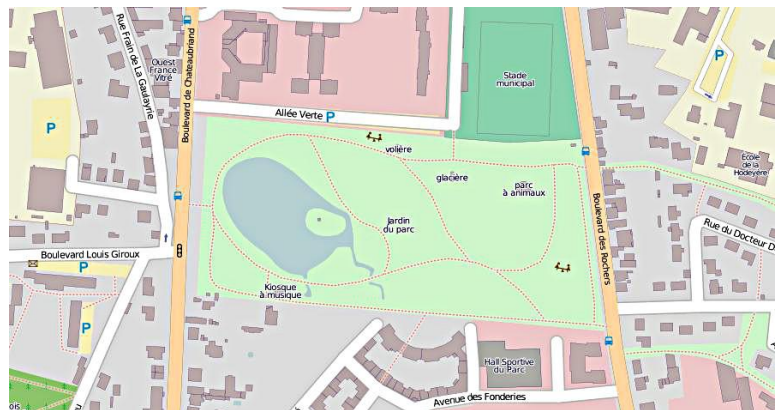 Rue Frain de La Gaulayrie
Boulevard de Chateaubriand
Ouest
France
Vitré
Stade
municipal
P
P
Allée Verte P
volière
glacière
parc
à animaux
École
de la
Hodeyère
Jardin
du parc
Boulevard des Rochers
Rue du Docteur D
Boulevard Louis Giroux
P
Kiosque
à musique
P
Hall Sportive
du Parc
Avenue des Fonderies
ois